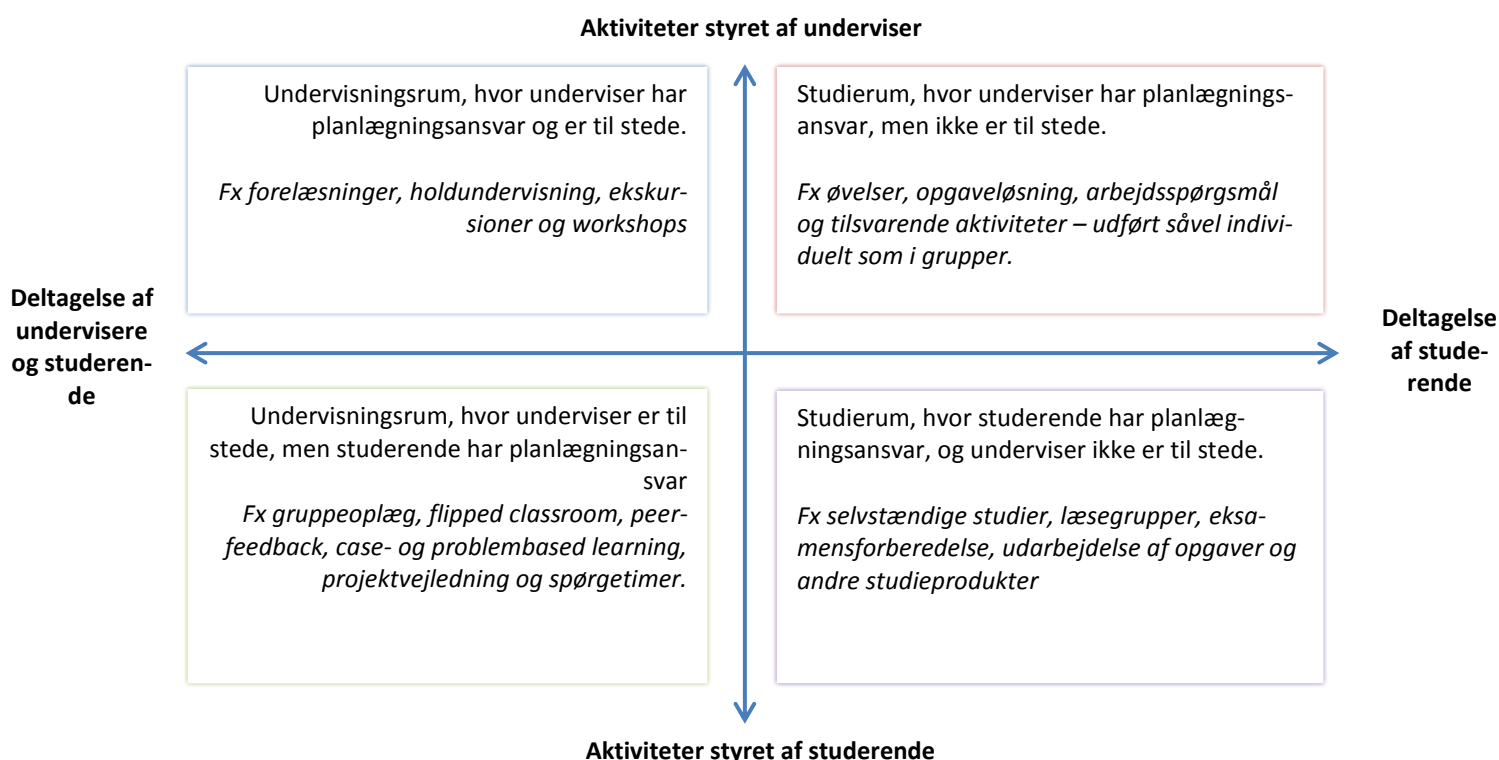 Aktiviteter styret af underviser
Undervisningsrum, hvor underviser har
planlægningsansvar og er til stede.
Fx forelæsninger, holdundervisning, ekskur-
sioner og workshops
Studierum, hvor underviser har planlægnings-
ansvar, men ikke er til stede.
Fx øvelser, opgaveløsning, arbejdsspørgsmål
og tilsvarende aktiviteter – udført såvel indivi-
duelt som i grupper.
Deltagelse af
undervisere
og studeren-
de
Deltagelse
af stude-
rende
Undervisningsrum, hvor underviser er til
stede, men studerende har planlægningsan-
svar
Fx gruppeoplæg, flipped classroom, peer-
feedback, case- og problembased learning,
projektvejledning og spørgetimer.
Studierum, hvor studerende har planlæg-
ningsansvar, og underviser ikke er til stede.
Fx selvstændige studier, læsegrupper, eksa-
mensforberedelse, udarbejdelse af opgaver og
andre studieprodukter
Aktiviteter styret af studerende